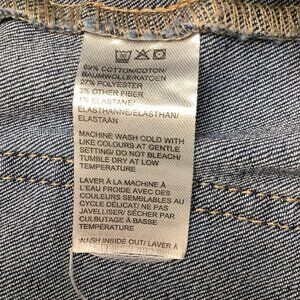 69% COTTON/COTON/
BAUMWOLLE/KATOEN
27% POLYESTER
3% OTHER FIBER
1% ELASTANE/
ELASTHANNE/ELASTHAN/
ELASTAAN
MACHINE WASH COLD WITH
LIKE COLOURS AT GENTLE
SETTING/ DO NOT BLEACH/
TUMBLE DRY AT LOW
TEMPERATURE
LAVER À LA MACHINE À
L'EAU FROIDE AVEC DES
COULEURS SEMBLABLES AU
CYCLE DÉLICAT/ NE PAS
JAVELLISER/ SÉCHER PAR
CULBUTAGE À BASSE
TEMPÉRATURE
WASH INSIDE OUT/ LAVER À